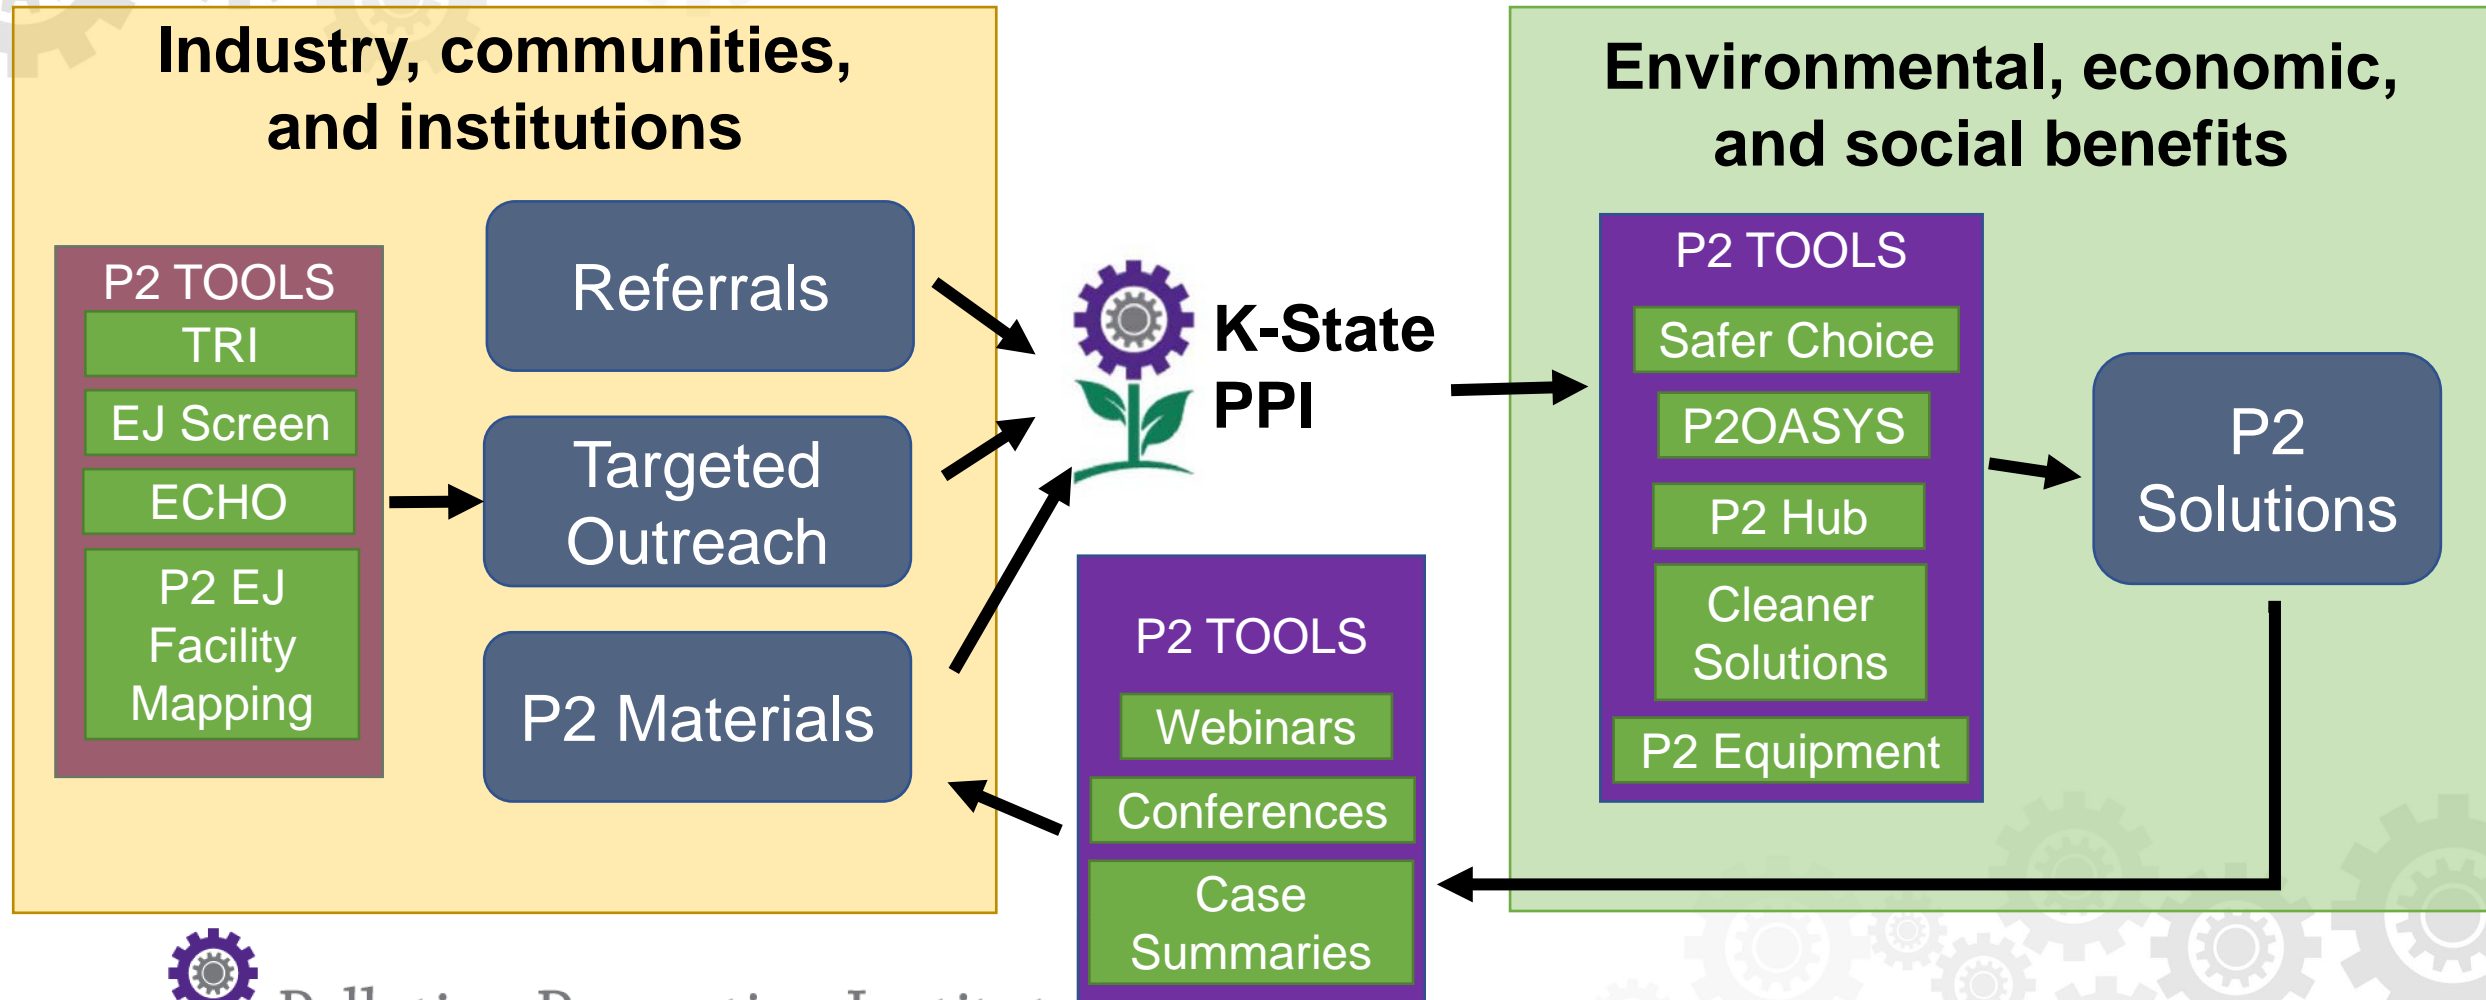 Industry, communities,
and institutions
P2 TOOLS
TRI
EJ Screen
ECHO
P2 EJ
Facility
Mapping
Referrals
Targeted
Outreach
P2 Materials
K-State
PPI
P2 TOOLS
Webinars
Conferences
Case
Summaries
Environmental, economic,
and social benefits
P2 TOOLS
Safer Choice
P2OASYS
P2 Hub
Cleaner
Solutions
P2 Equipment
P2
Solutions